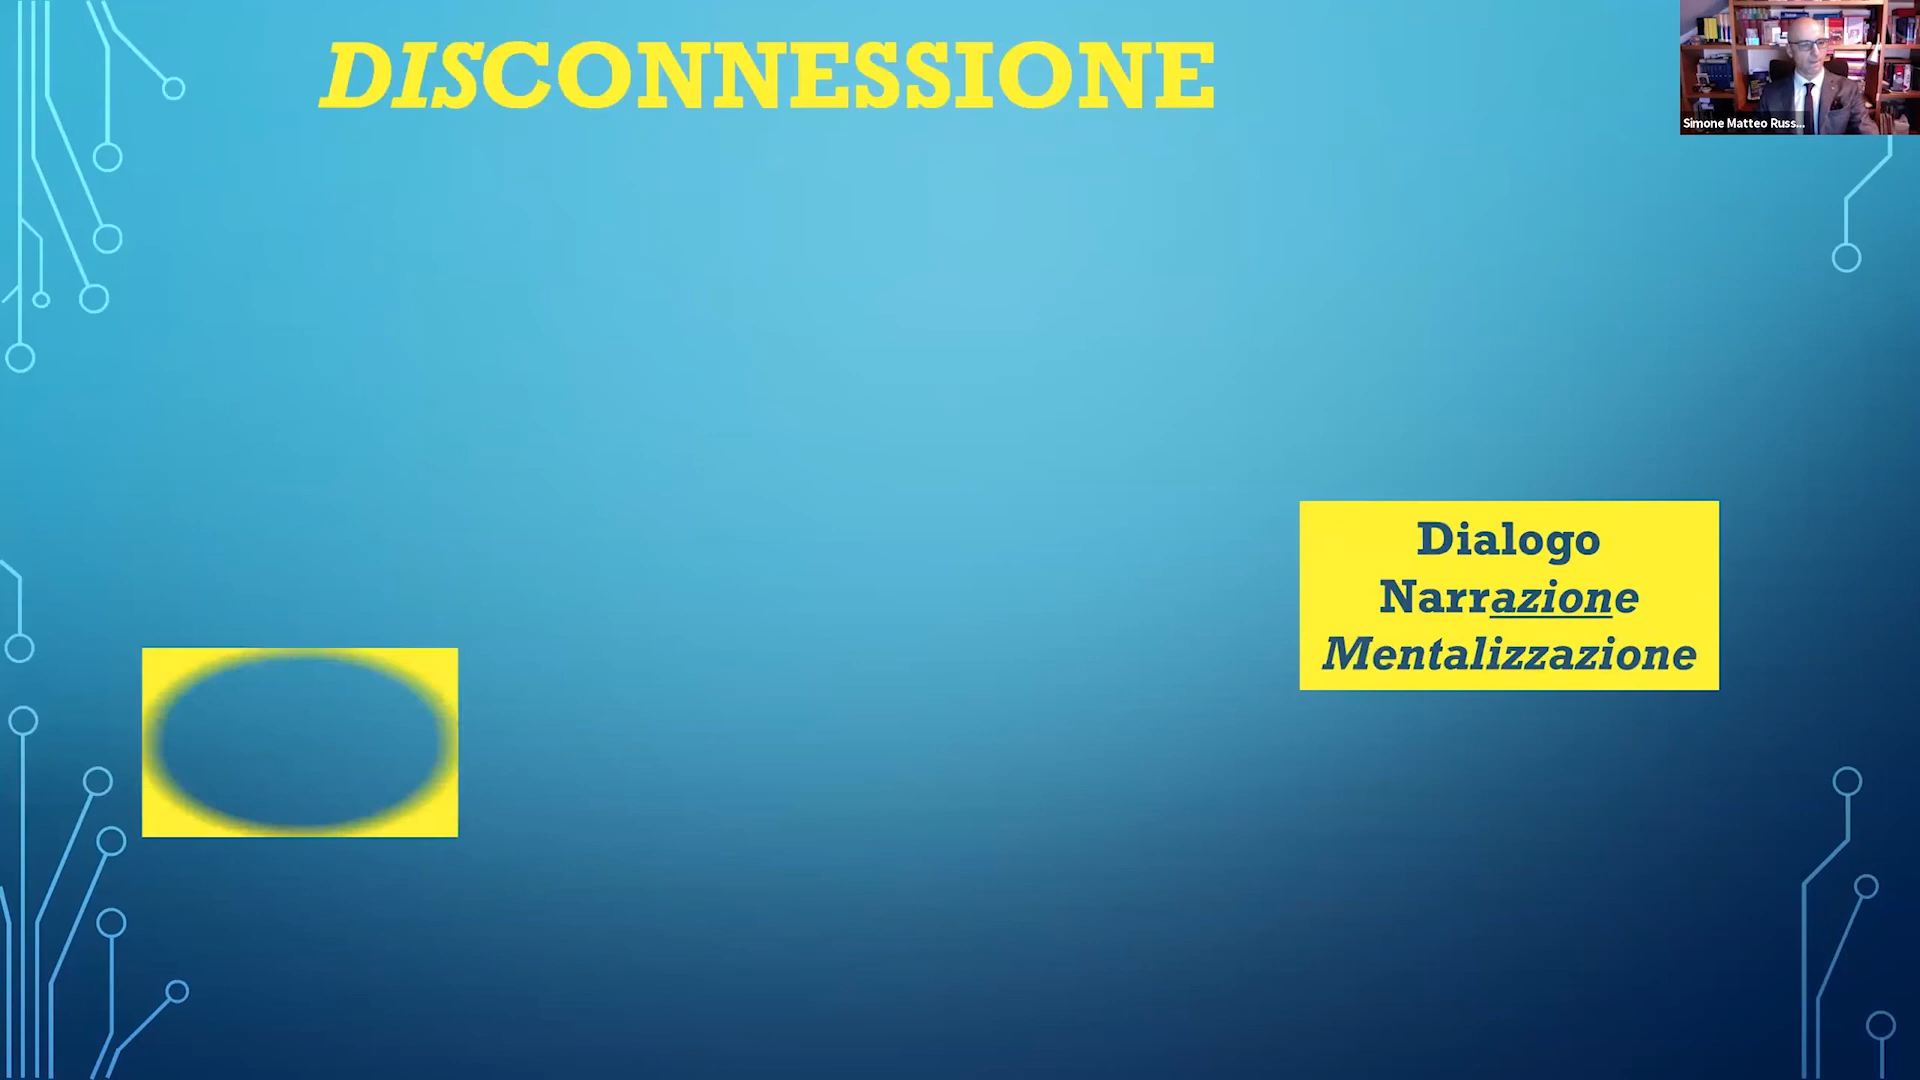 DISCONNESSIONE
Simone Matteo Russ...
Dialogo
Narrazione
Mentalizzazione